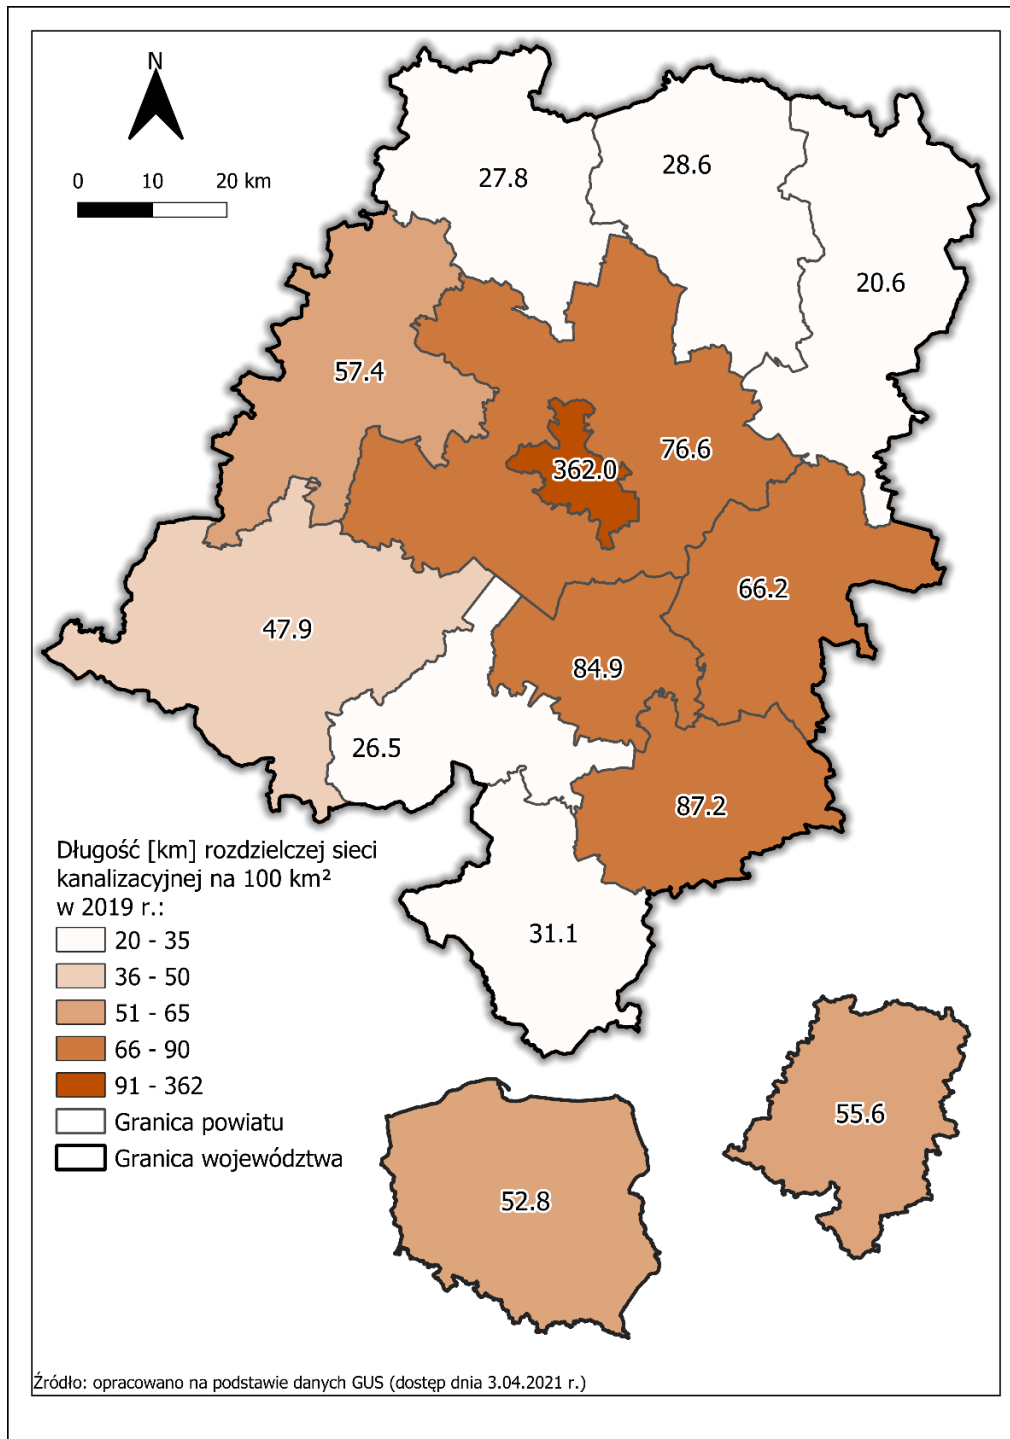 N
0 10 20 km
27.8
28.6
20.6
57.4
76.6
362.0
66.2
47.9
84.9
26.5
87.2
31.1
Długość [km] rozdzielczej sieci
kanalizacyjnej na 100 km²
w 2019 r.:
20 - 35
36 - 50
51 - 65
66 - 90
91 - 362
Granica powiatu
Granica województwa
55.6
52.8
Źródło: opracowano na podstawie danych GUS (dostęp dnia 3.04.2021 r.)